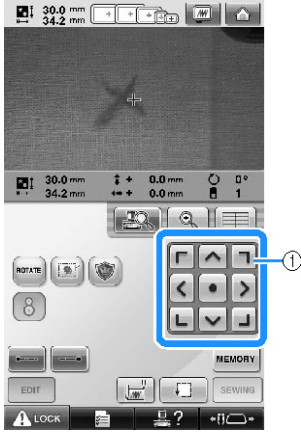 30.0 mm
34.2 mm
30.0 mm + 0.0 mm 0°
34.2 mm + 0.0 mm 1
1
ROTATE
8
MEMORY
EDIT
SEWING
LOCK
?